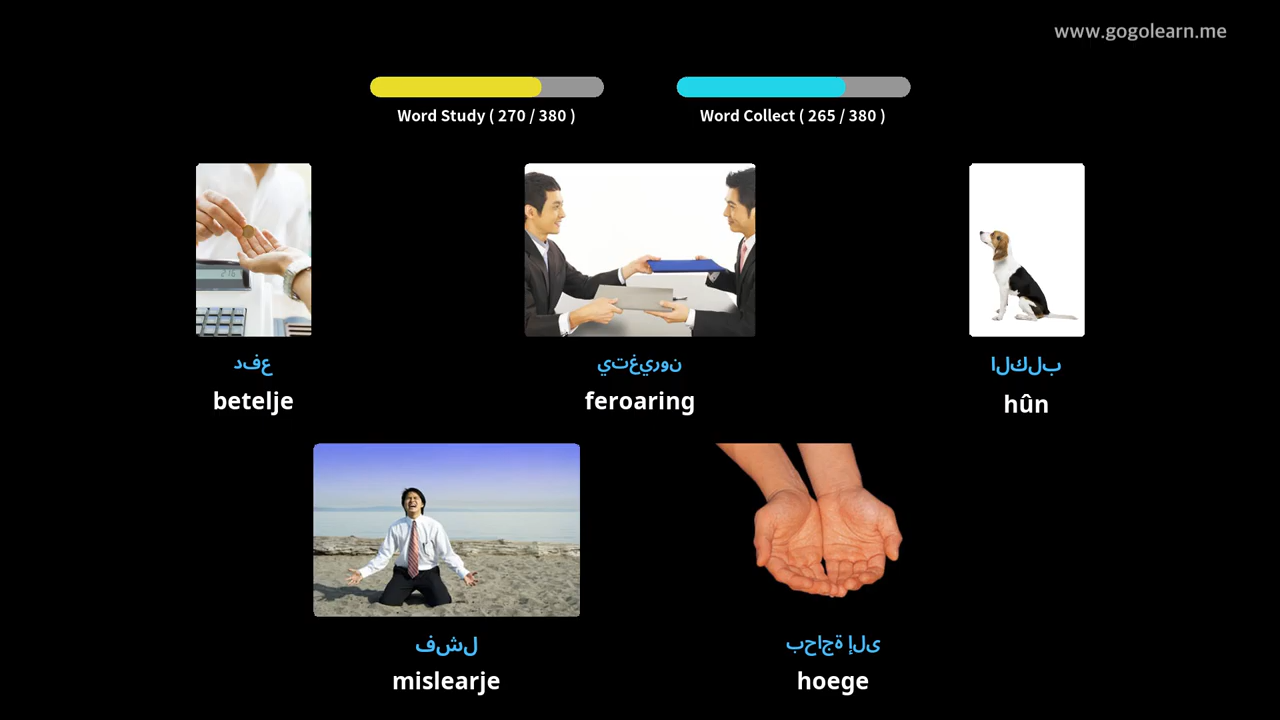 www.gogolearn.me
Word Study ( 270 / 380 )
Word Collect ( 265 / 380 )
دفع
betelje
يتغيرون
feroaring
الكلب
hûn
فشل
mislearje
بحاجة إلى
hoege